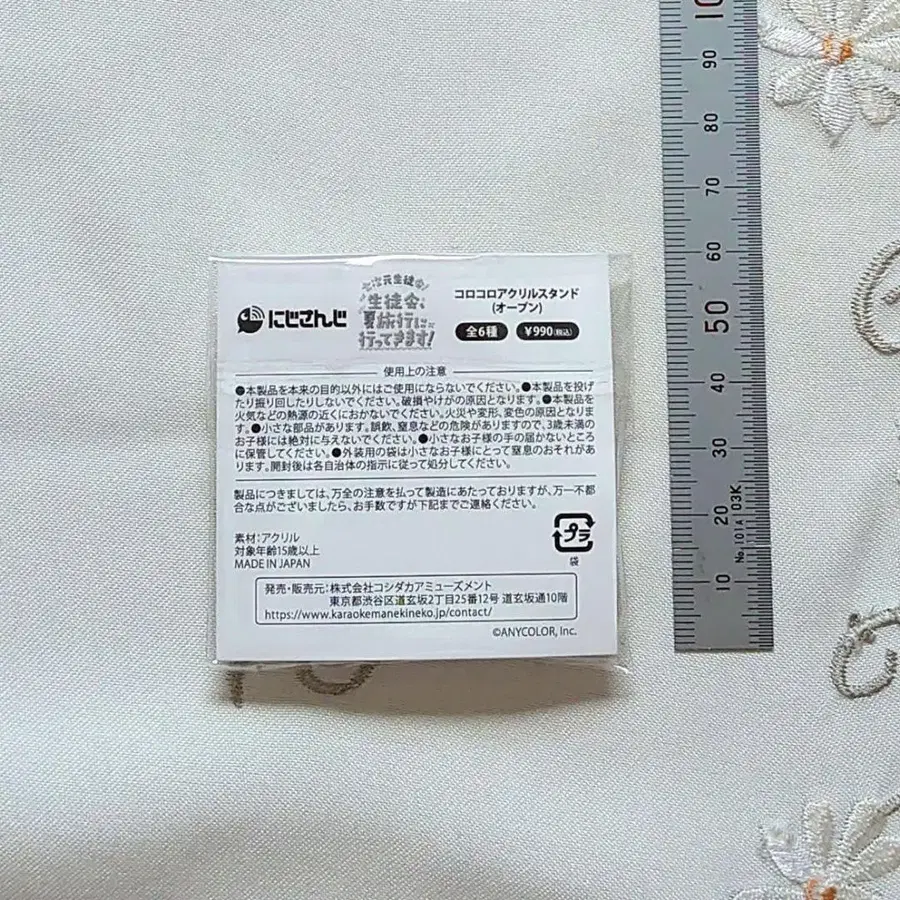 にじさんじ
七次元生徒会!
生徒会、
夏旅行に
行ってきます!
コロコロアクリルスタンド
(オープン)
全6種 ¥990(税込)
使用上の注意
●本製品を本来の目的以外にはご使用にならないでください。●本製品を投げ
たり振り回したりしないでください。破損やけがの原因となります。●本製品を
火気などの熱源の近くにおかないでください。火災や変形、変色の原因となりま
す。●小さな部品があります。誤飲、窒息などの危険がありますので、3歳未満の
お子様には絶対に与えないでください。●小さなお子様の手の届かないところ
に保管してください。●外装用の袋は小さなお子様にとって窒息のおそれがあ
ります。開封後は各自治体の指示に従って処分してください。
製品につきましては、万全の注意を払って製造にあたっておりますが、万一不都
合な点がございましたら、お手数ですが下記までご連絡ください。
素材:アクリル
対象年齢15歳以上
MADE IN JAPAN
プラ
袋
発売・販売元:株式会社コシダカアミューズメント
東京都渋谷区道玄坂2丁目25番12号 道玄坂通10階
https://www.karaokemanekineko.jp/contact/
©ANYCOLOR, Inc.
90
80
70
60
50
40
30
20
10
No.101A 03K